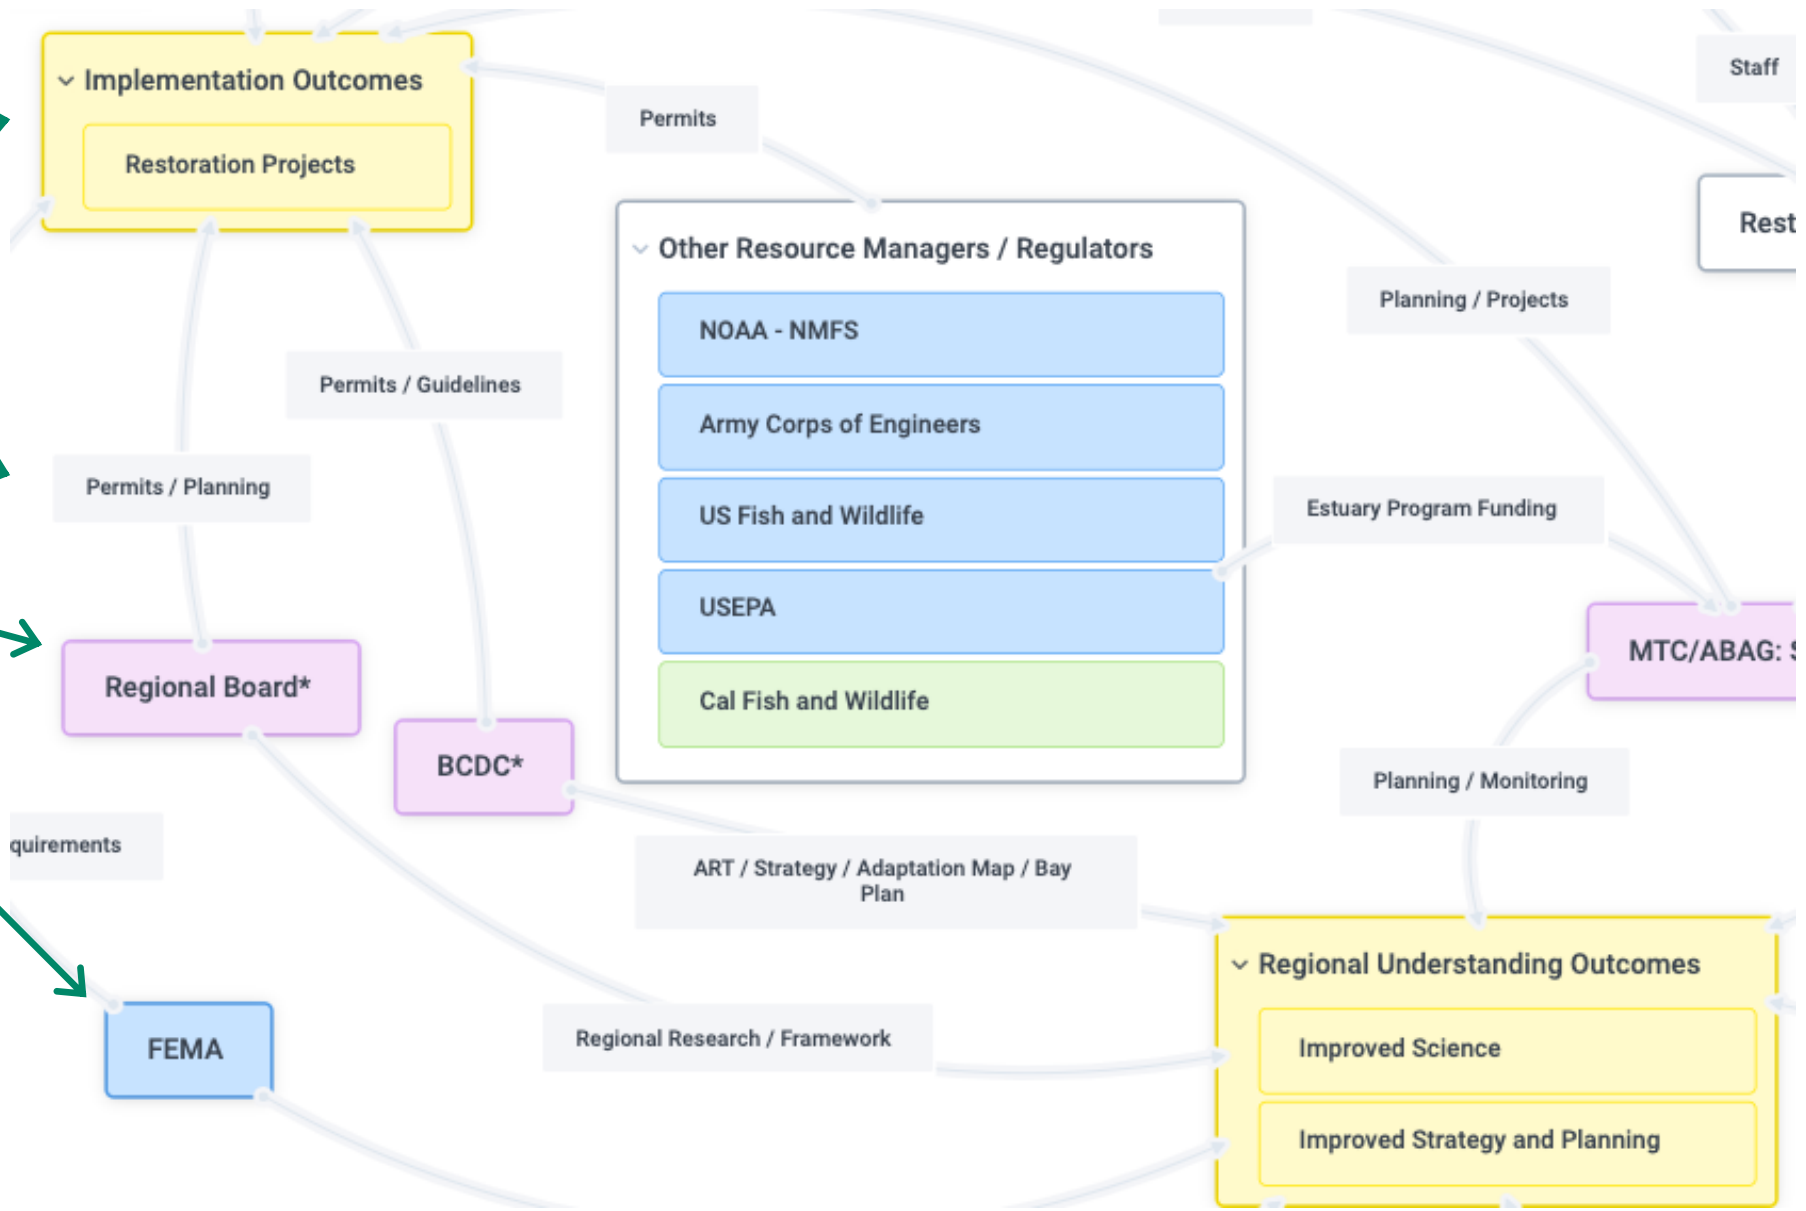 Staff
Implementation Outcomes
Permits
Restoration Projects
Rest
Other Resource Managers / Regulators
Planning / Projects
NOAA - NMFS
Permits / Guidelines
Army Corps of Engineers
Permits / Planning
US Fish and Wildlife
Estuary Program Funding
USEPA
MTC/ABAG: S
Regional Board*
Cal Fish and Wildlife
BCDC*
Planning / Monitoring
quirements
ART / Strategy / Adaptation Map / Bay
Plan
Regional Understanding Outcomes
Regional Research / Framework
FEMA
Improved Science
Improved Strategy and Planning